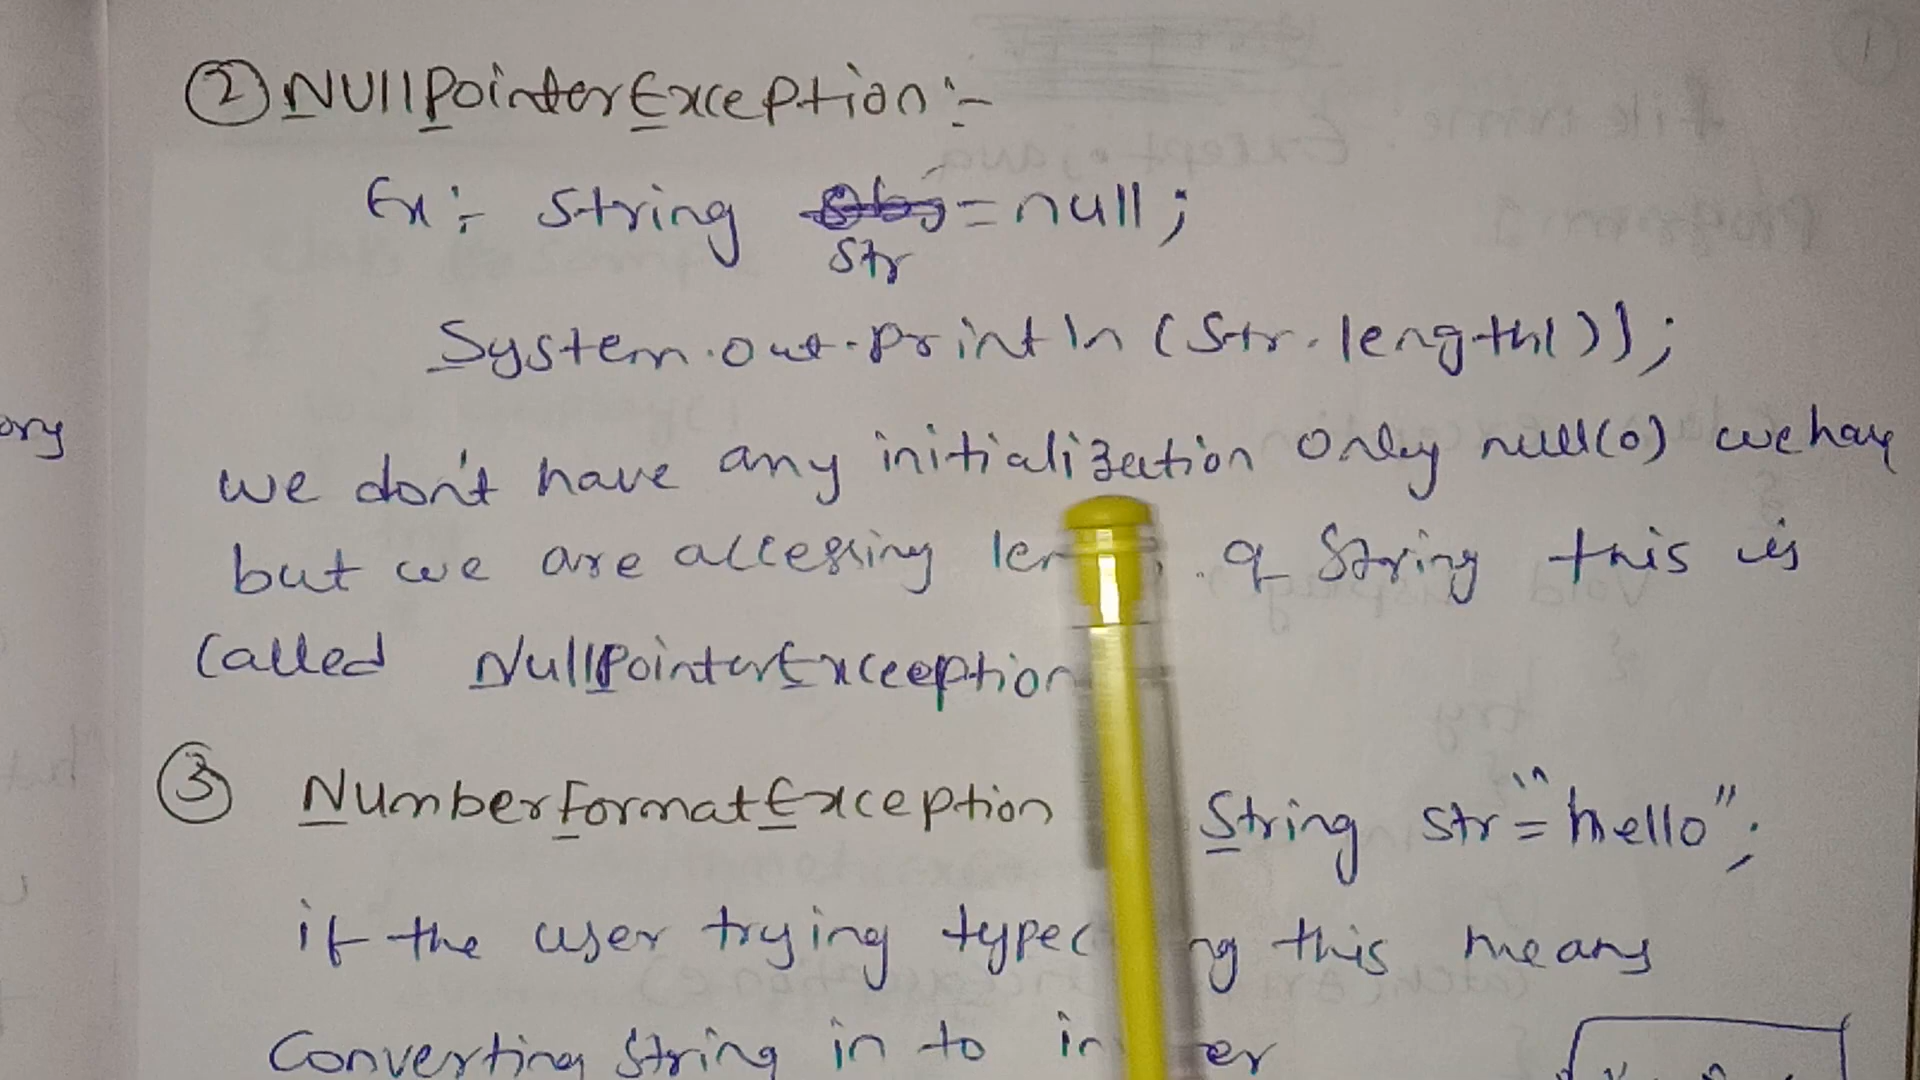 ② NullPointerException:-
Ex:- String = null;
str
System.out.println(Str.length());
we don't have any initialization only null(0) we have
but we are accessing of String this is
called NullPointerExceeption
③ NumberFormatException String str="hello";
if the user trying this means
Converting String in to
ory